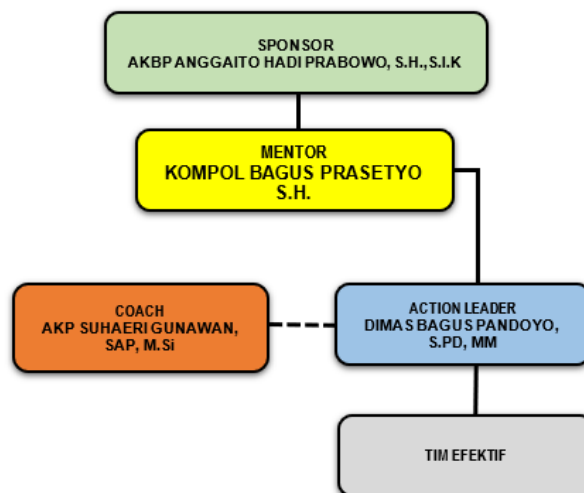 SPONSOR
AKBP ANGGAITO HADI PRABOWO, S.H.,S.I.K
MENTOR
KOMPOL BAGUS PRASETYO
S.H.
COACH
AKP SUHAERI GUNAWAN,
SAP, M.Si
ACTION LEADER
DIMAS BAGUS PANDOYO,
S.PD, MM
TIM EFEKTIF